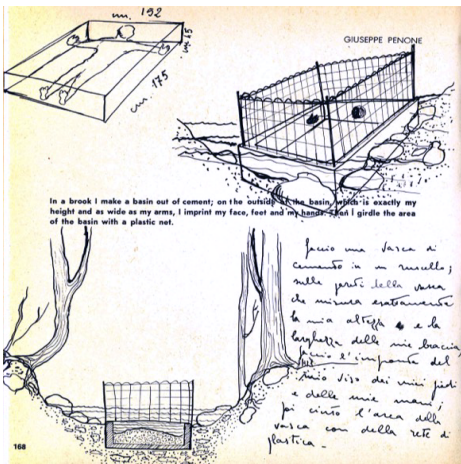 cm. 192
cm. 45
cm. 175
GIUSEPPE PENONE
In a brook I make a basin out of cement; on the outside of the basin, which is exactly my
height and as wide as my arms, I imprint my face, feet and my hands. Then I girdle the area
of the basin with a plastic net.
faccio una vasca di
cemento in un ruscello;
sulle pareti della vasca
che misura esattamente
la mia altezza e la
larghezza delle mie braccia,
faccio l'impronta del
mio viso dei miei piedi
e delle mie mani,
poi cinto l'area della
vasca con della rete di
plastica -
168